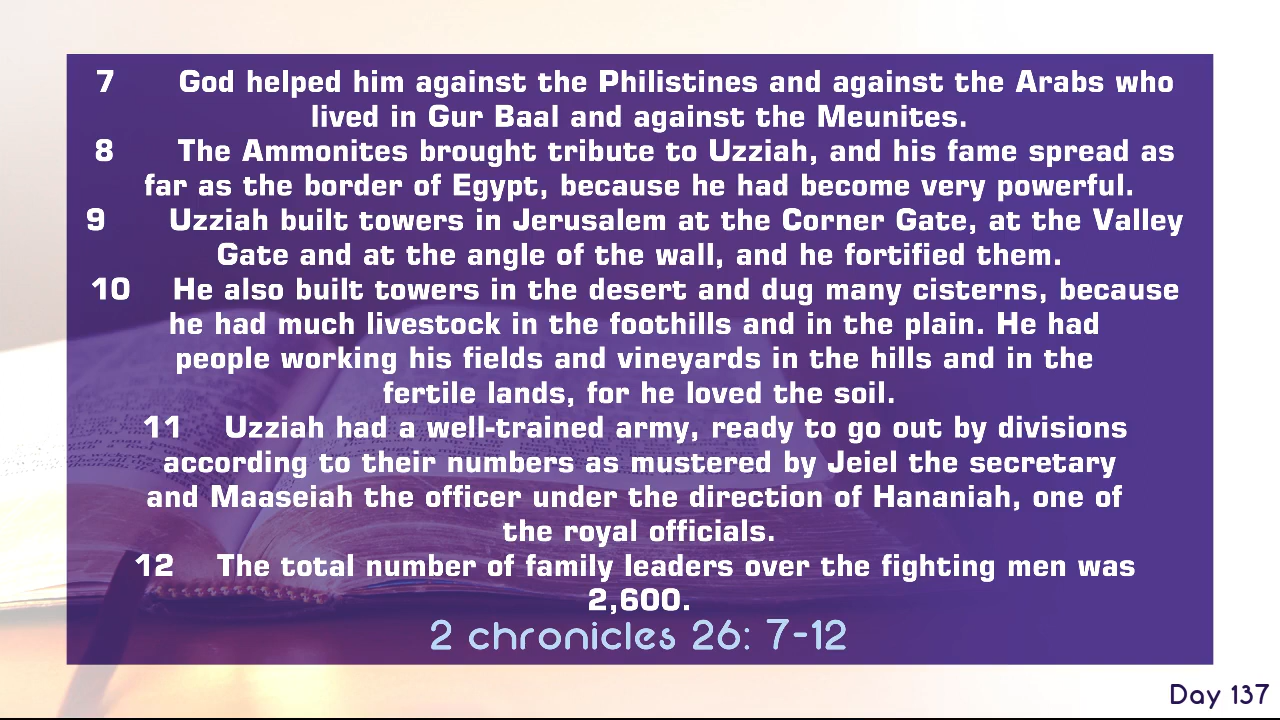 7 God helped him against the Philistines and against the Arabs who
lived in Gur Baal and against the Meunites.
8 The Ammonites brought tribute to Uzziah, and his fame spread as
far as the border of Egypt, because he had become very powerful.
9 Uzziah built towers in Jerusalem at the Corner Gate, at the Valley
Gate and at the angle of the wall, and he fortified them.
10 He also built towers in the desert and dug many cisterns, because
he had much livestock in the foothills and in the plain. He had
people working his fields and vineyards in the hills and in the
fertile lands, for he loved the soil.
11 Uzziah had a well-trained army, ready to go out by divisions
according to their numbers as mustered by Jeiel the secretary
and Maaseiah the officer under the direction of Hananiah, one of
the royal officials.
12 The total number of family leaders over the fighting men was
2,600.
2 chronicles 26: 7-12
Day 137